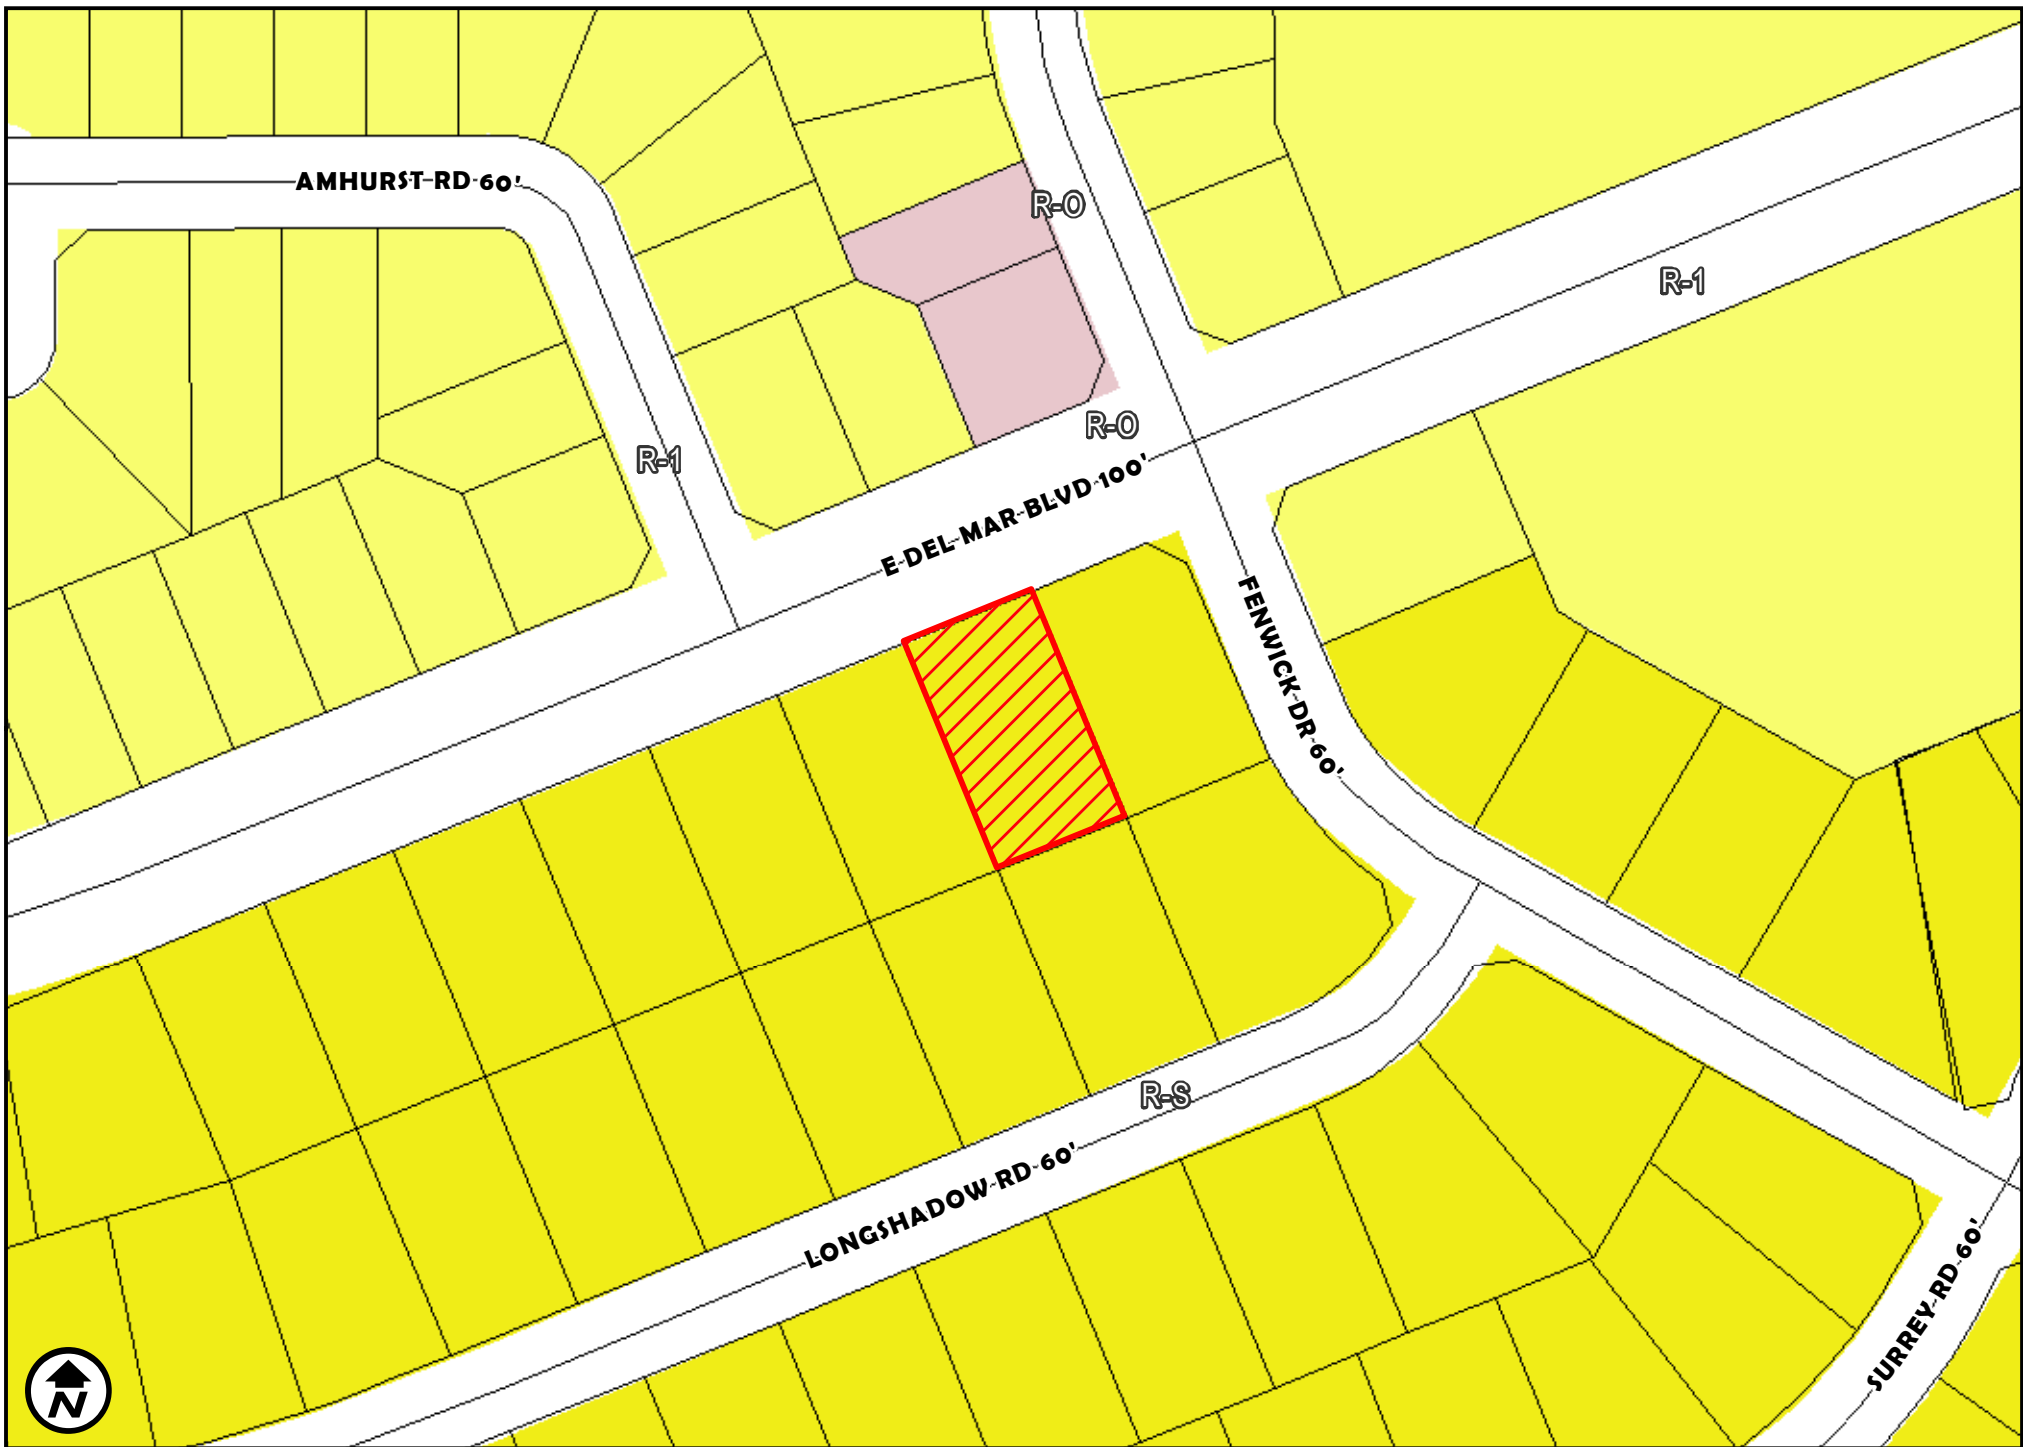 AMHURST RD 60'
R-O
R-1
R-O
R-1
E DEL MAR BLVD 100'
FENWICK DR 60'
R-S
LONGSHADOW RD 60'
SURREY RD 60'
N